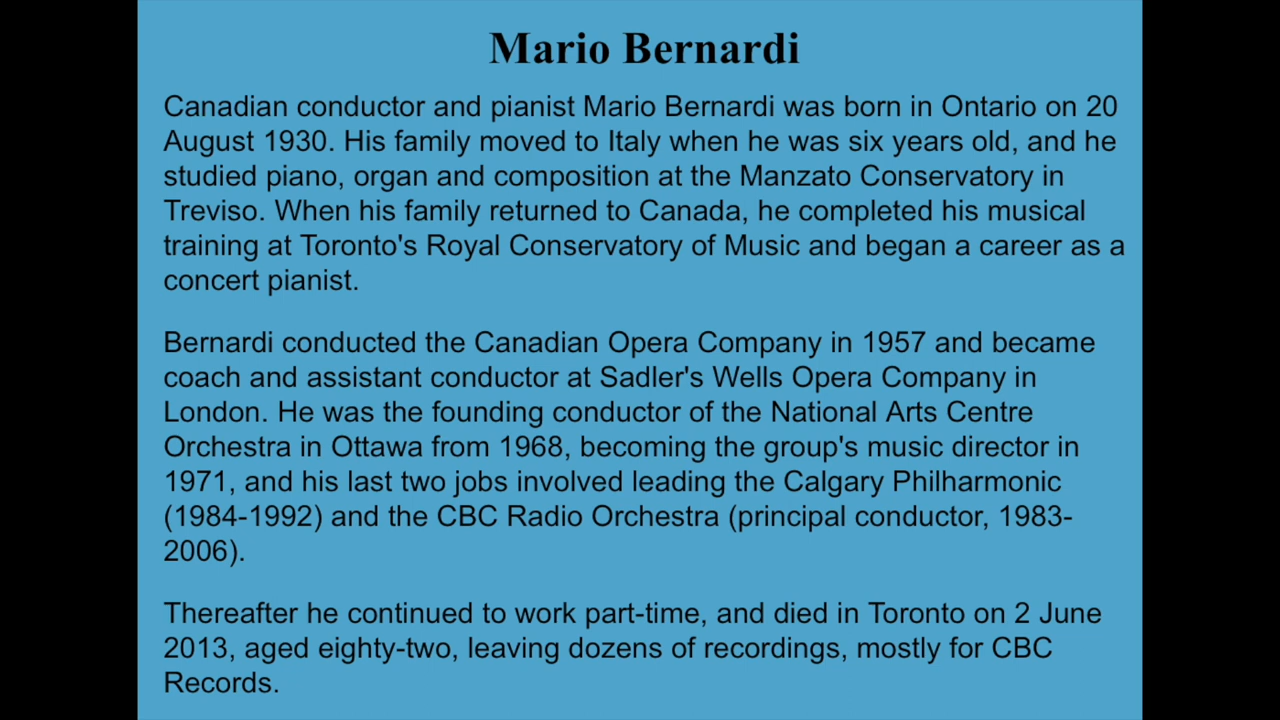 Mario Bernardi
Canadian conductor and pianist Mario Bernardi was born in Ontario on 20
August 1930. His family moved to Italy when he was six years old, and he
studied piano, organ and composition at the Manzato Conservatory in
Treviso. When his family returned to Canada, he completed his musical
training at Toronto's Royal Conservatory of Music and began a career as a
concert pianist.
Bernardi conducted the Canadian Opera Company in 1957 and became
coach and assistant conductor at Sadler's Wells Opera Company in
London. He was the founding conductor of the National Arts Centre
Orchestra in Ottawa from 1968, becoming the group's music director in
1971, and his last two jobs involved leading the Calgary Philharmonic
(1984-1992) and the CBC Radio Orchestra (principal conductor, 1983-
2006).
Thereafter he continued to work part-time, and died in Toronto on 2 June
2013, aged eighty-two, leaving dozens of recordings, mostly for CBC
Records.